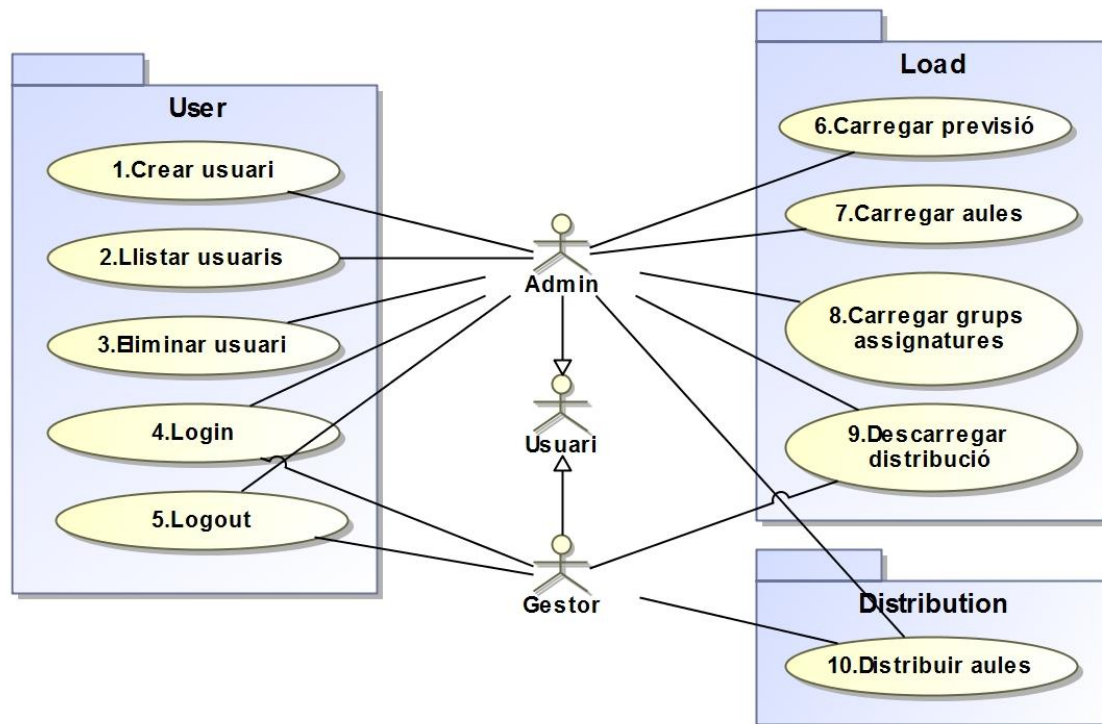 User
1.Crear usuari
2.Llistar usuaris
3.Eliminar usuari
4.Login
5.Logout
Admin
Usuari
Gestor
Load
6.Carregar previsió
7.Carregar aules
8.Carregar grups
assignatures
9.Descarregar
distribució
Distribution
10.Distribuir aules